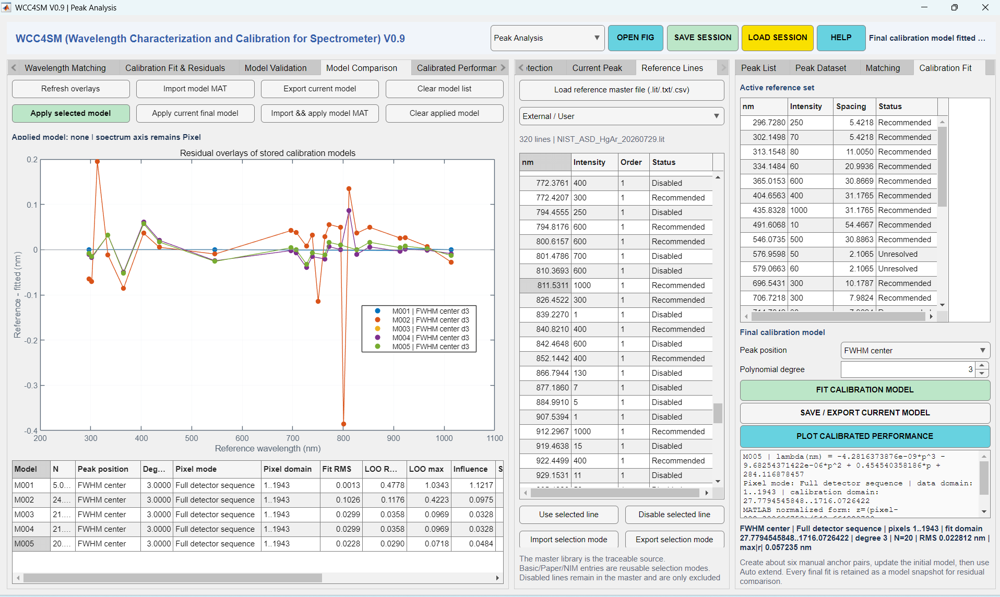 WCC4SM V0.9 | Peak Analysis
WCC4SM (Wavelength Characterization and Calibration for Spectrometer) V0.9
Peak Analysis
OPEN FIG
SAVE SESSION
LOAD SESSION
HELP
Final calibration model fitted ...
Wavelength Matching
Calibration Fit & Residuals
Model Validation
Model Comparison
Calibrated Performan
Refresh overlays
Import model MAT
Export current model
Clear model list
Apply selected model
Apply current final model
Import && apply model MAT
Clear applied model
Applied model: none | spectrum axis remains Pixel
Residual overlays of stored calibration models
0.2
0.1
0
-0.1
-0.2
-0.3
-0.4
Reference - fitted (nm)
M001 | FWHM center d3
M002 | FWHM center d3
M003 | FWHM center d3
M004 | FWHM center d3
M005 | FWHM center d3
200 300 400 500 600 700 800 900 1000 1100
Reference wavelength (nm)
Model N Peak position Deg... Pixel mode Pixel domain Fit RMS LOO R... LOO max Influence S
M001 5.0... FWHM center 3.0000 Full detector sequence 1..1943 0.0013 0.4778 1.0343 1.1217
M002 24.... FWHM center 3.0000 Full detector sequence 1..1943 0.1026 0.1176 0.4223 0.0975
M003 21.... FWHM center 3.0000 Full detector sequence 1..1943 0.0299 0.0358 0.0969 0.0328
M004 21.... FWHM center 3.0000 Full detector sequence 1..1943 0.0299 0.0358 0.0969 0.0328
M005 20.... FWHM center 3.0000 Full detector sequence 1..1943 0.0228 0.0290 0.0718 0.0484
etection
Current Peak
Reference Lines
Load reference master file (.lit/.txt/.csv)
External / User
320 lines | NIST_ASD_HgAr_20260729.lit
nm Intensity Order Status
772.3761 400 1 Disabled
772.4207 300 1 Recommended
794.4555 250 1 Disabled
794.8176 600 1 Recommended
800.6157 600 1 Recommended
801.4786 700 1 Disabled
810.3693 600 1 Disabled
811.5311 1000 1 Recommended
826.4522 300 1 Recommended
839.2270 1 1 Disabled
840.8210 400 1 Recommended
842.4648 600 1 Disabled
852.1442 400 1 Recommended
866.7944 130 1 Disabled
877.1860 7 1 Disabled
884.9910 5 1 Disabled
907.5394 1 1 Disabled
912.2967 1000 1 Recommended
919.4638 15 1 Disabled
922.4499 400 1 Recommended
929.1531 11 1 Disabled
Use selected line
Disable selected line
Import selection mode
Export selection mode
The master library is the traceable source.
Basic/Paper/NIM entries are reusable selection modes.
Disabled lines remain in the master and are only excluded
Peak List
Peak Dataset
Matching
Calibration Fit
Active reference set
nm Intensity Spacing Status
296.7280 250 5.4218 Recommended
302.1498 70 5.4218 Recommended
313.1548 80 11.0050 Recommended
334.1484 60 20.9936 Recommended
365.0153 600 30.8669 Recommended
404.6563 400 31.1765 Recommended
435.8328 1000 31.1765 Recommended
491.6068 10 54.4667 Recommended
546.0735 500 30.8863 Recommended
576.9598 50 2.1065 Unresolved
579.0663 60 2.1065 Unresolved
696.5431 300 10.1787 Recommended
706.7218 300 7.9824 Recommended
Final calibration model
Peak position
FWHM center
Polynomial degree
3
FIT CALIBRATION MODEL
SAVE / EXPORT CURRENT MODEL
PLOT CALIBRATED PERFORMANCE
M005 | lambda(nm) = -4.2816373876e-09*p^3 -
9.68254371422e-06*p^2 + 0.454540358186*p +
284.116878457
Pixel mode: Full detector sequence | data domain:
1..1943 | calibration domain:
27.7794545848..1716.0726422
MATLAB normalized form: z=(pixel-
FWHM center | Full detector sequence | pixels 1..1943 | fit domain
27.7794545848..1716.0726422 | degree 3 | N=20 | RMS 0.022812 nm |
max|r| 0.057235 nm
Create about six manual anchor pairs, update the initial model, then use
Auto extend. Every final fit is retained as a model snapshot for residual
comparison.